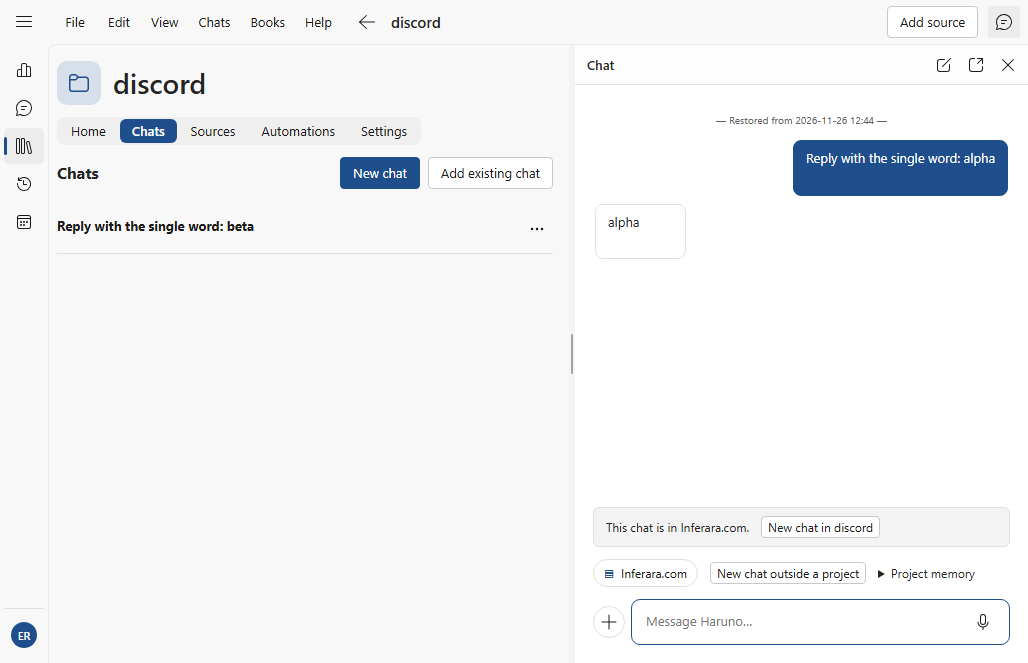 File Edit View Chats Books Help discord Add source
discord
Home Chats Sources Automations Settings
Chats New chat Add existing chat
Reply with the single word: beta
ER
Chat
— Restored from 2026-11-26 12:44 —
Reply with the single word: alpha
alpha
This chat is in Inferara.com. New chat in discord
Inferara.com New chat outside a project Project memory
Message Haruno...